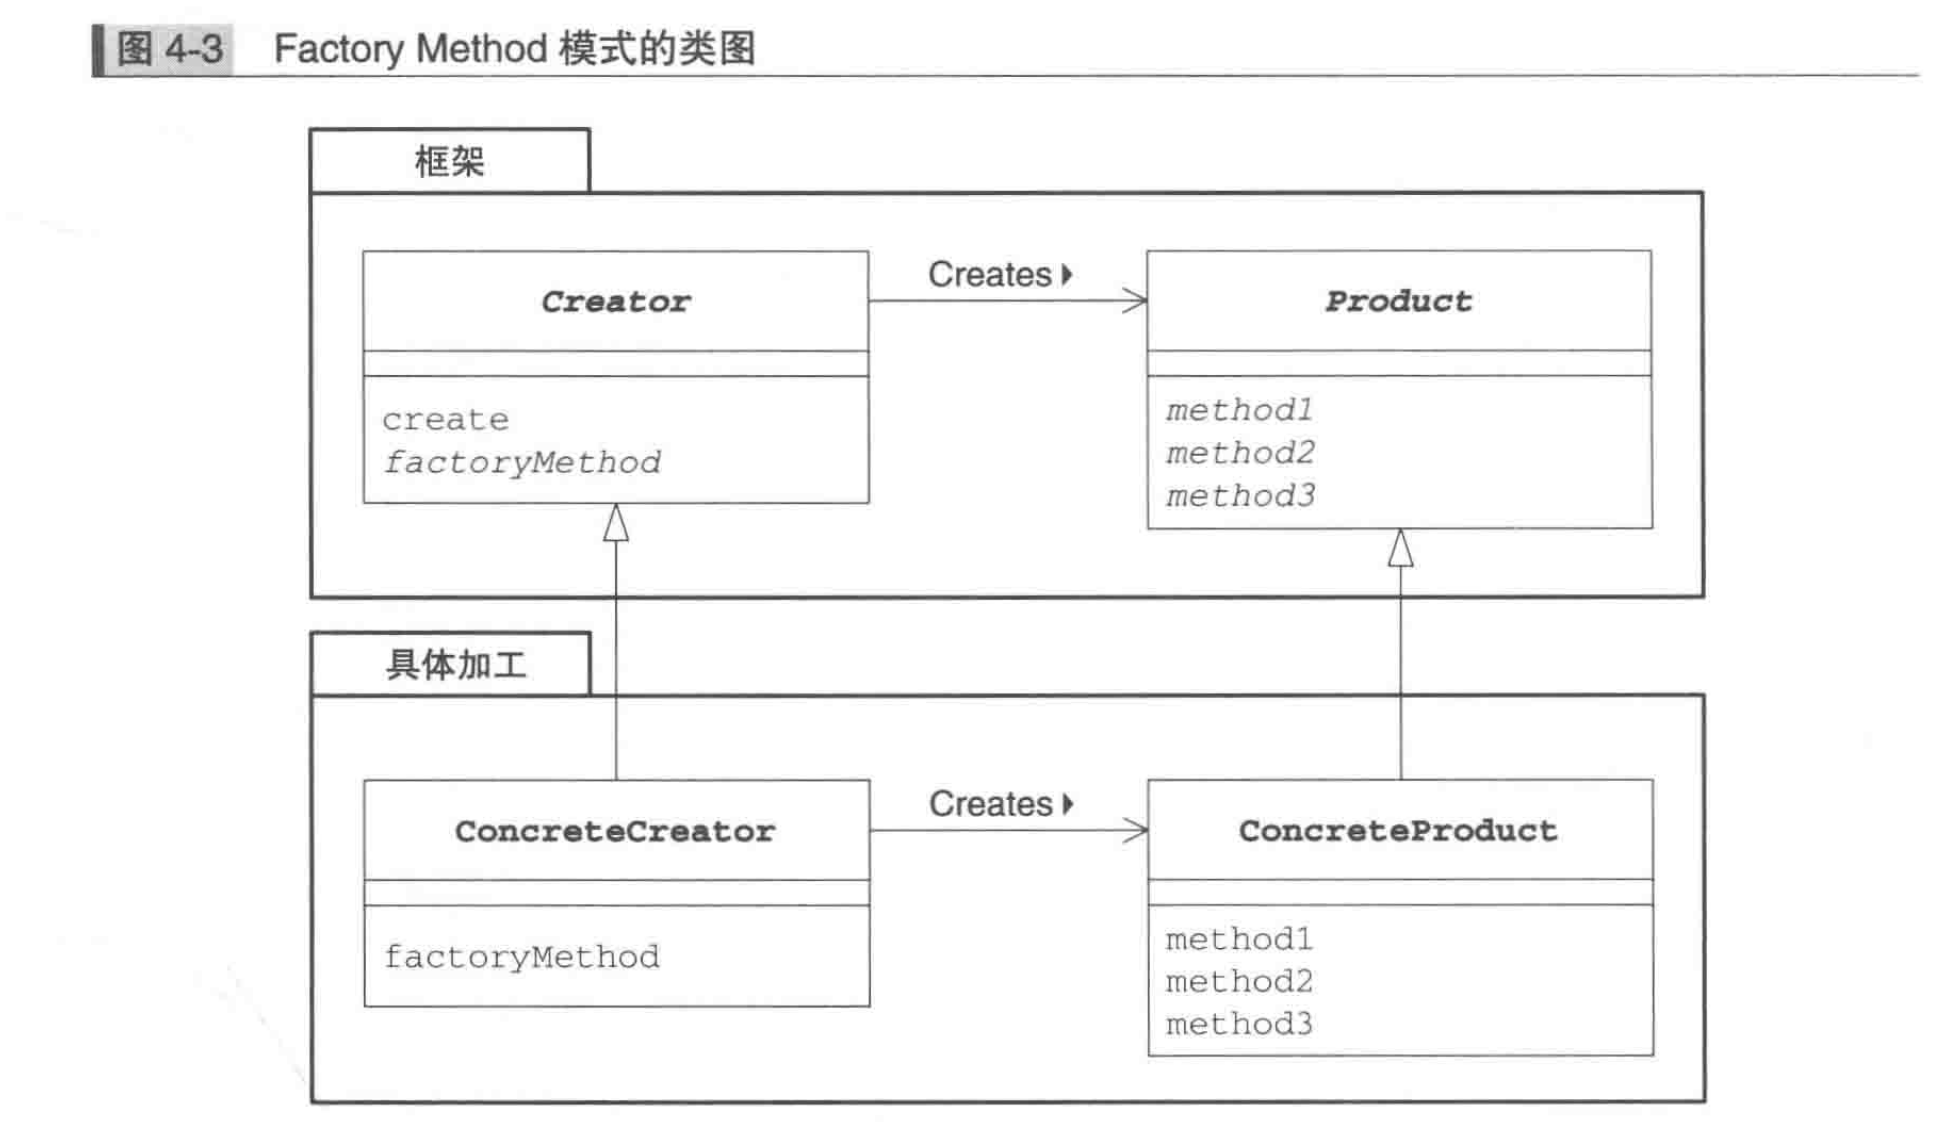 图 4-3 Factory Method 模式的类图
框架
Creator
Creates
Product
create
factoryMethod
method1
method2
method3
具体加工
ConcreteCreator
Creates
ConcreteProduct
factoryMethod
method1
method2
method3